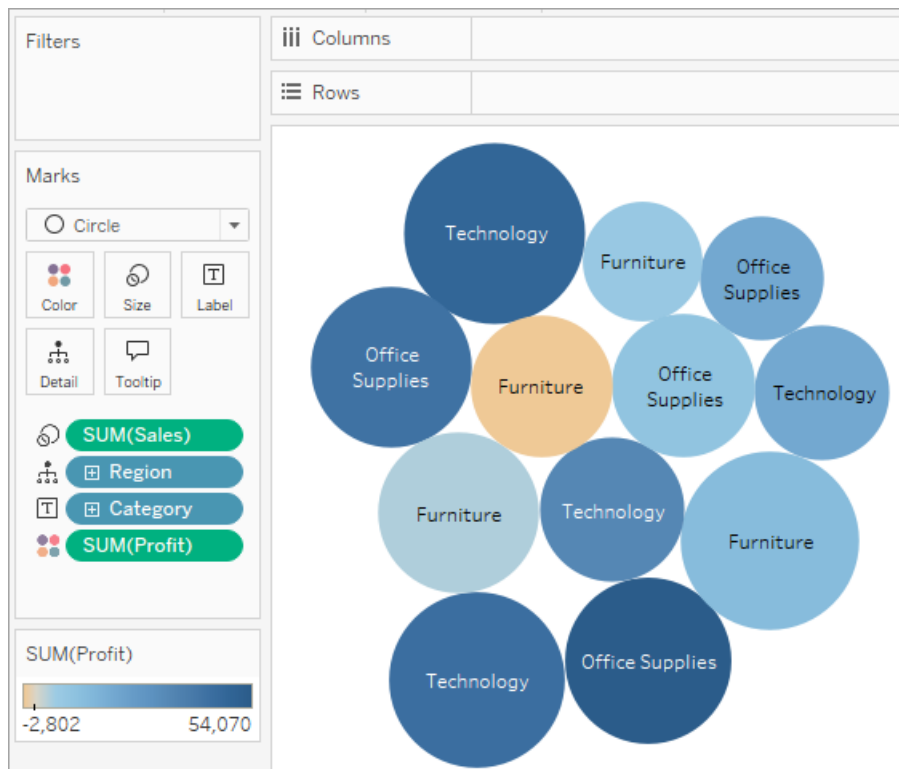 Filters
Columns
Rows
Marks
Circle
Color
Size
T
Label
Detail
Tooltip
SUM(Sales)
Region
T
Category
SUM(Profit)
SUM(Profit)
-2,802
54,070
Technology
Furniture
Office
Supplies
Office
Supplies
Furniture
Office
Supplies
Technology
Furniture
Technology
Furniture
Technology
Office Supplies